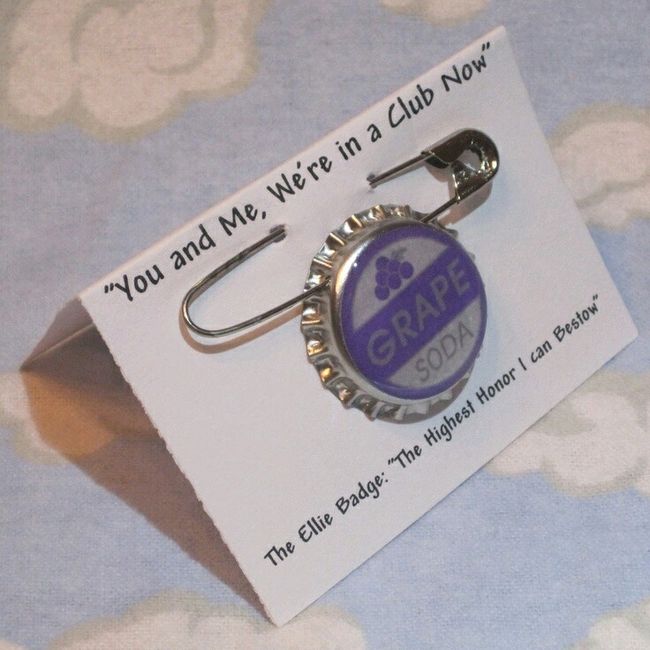 "You and Me, We're in a Club Now"
GRAPE
SODA
The Ellie Badge: "The Highest Honor I can Bestow"